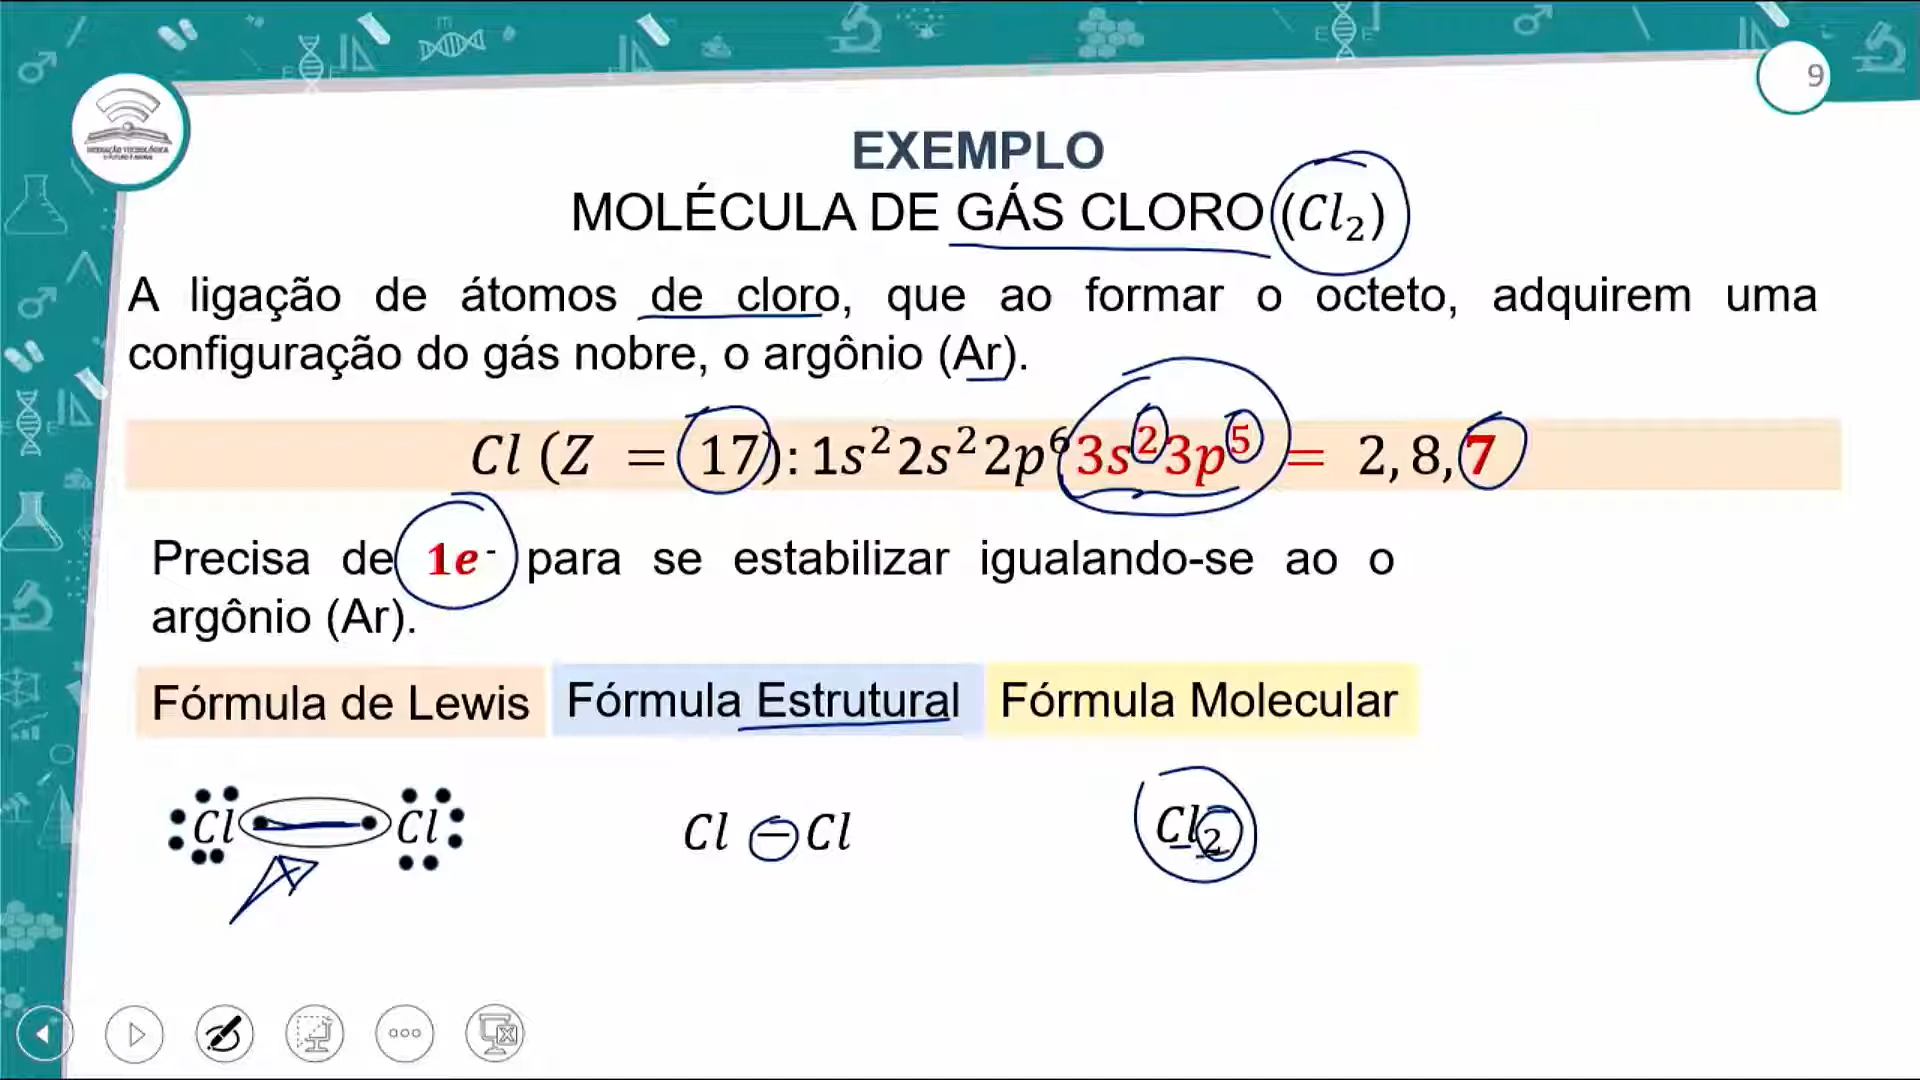 9
MEDIAÇÃO TECNOLÓGICA
EXEMPLO
MOLÉCULA DE GÁS CLORO (Cl₂)
A ligação de átomos de cloro, que ao formar o octeto, adquirem uma
configuração do gás nobre, o argônio (Ar).
Cl (Z = 17): 1s²2s²2p⁶3s²3p⁵ = 2, 8, 7
Precisa de 1e⁻ para se estabilizar igualando-se ao o
argônio (Ar).
Fórmula de Lewis Fórmula Estrutural Fórmula Molecular
Cl Cl Cl − Cl Cl₂